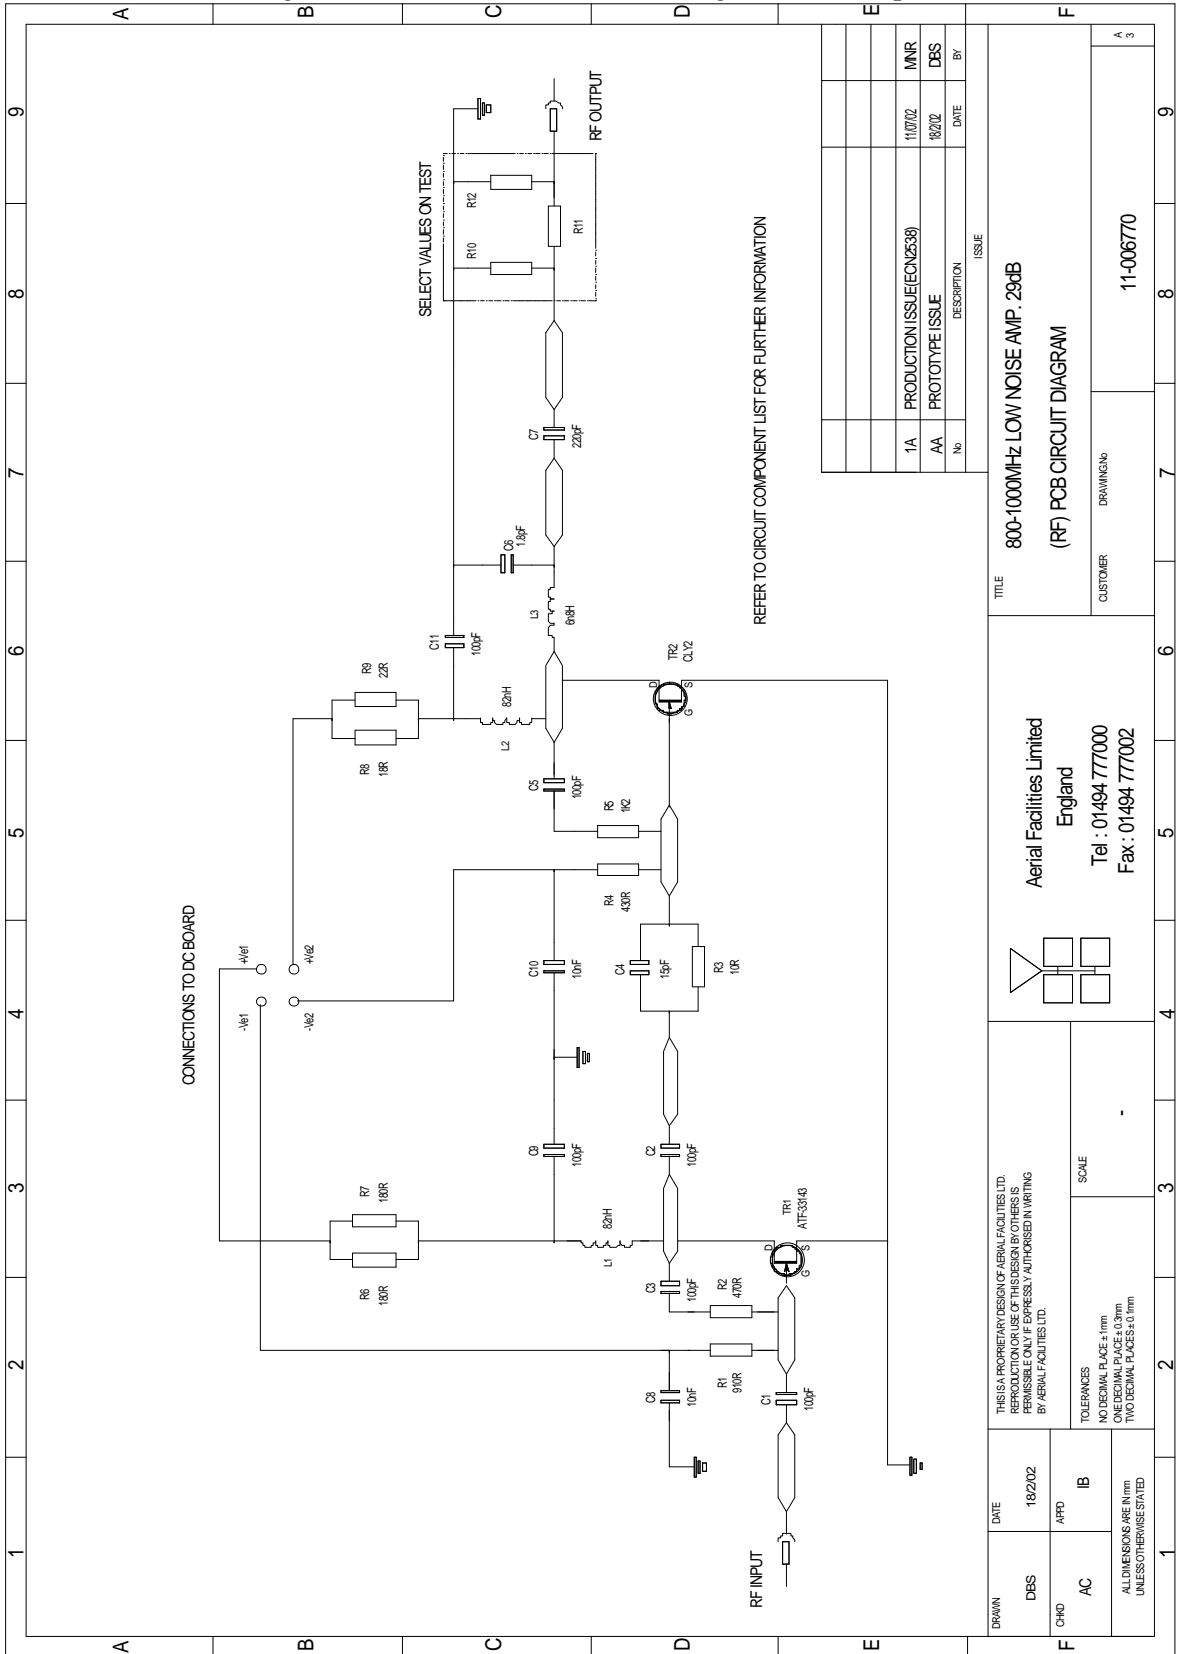 A B C D E F
1 2 3 4 5 6 7 8 9
CONNECTIONS TO DC BOARD
-Ve1
+Ve1
-Ve2
+Ve2
R6
180R
R7
180R
R8
18R
R9
22R
SELECT VALUES ON TEST
R10
R12
R11
C11
100pF
L2
82nH
L3
6n8H
C6
1.8pF
C7
220pF
RF OUTPUT
C9
100pF
C10
10nF
C5
100pF
L1
82nH
C8
10nF
C3
100pF
C2
100pF
C4
15pF
R3
10R
R4
430R
R5
1K2
R1
910R
R2
470R
D
G
S
TR2
CLY2
D
G
S
TR1
ATF-33143
C1
100pF
RF INPUT
REFER TO CIRCUIT COMPONENT LIST FOR FURTHER INFORMATION
1A PRODUCTION ISSUE(ECN2538) 11/07/02 MNR
AA PROTOTYPE ISSUE 18/2/02 DBS
No DESCRIPTION DATE BY
ISSUE
DRAWN
DBS
DATE
18/2/02
CHKD
AC
APPD
IB
ALL DIMENSIONS ARE IN mm
UNLESS OTHERWISE STATED
THIS IS A PROPRIETARY DESIGN OF AERIAL FACILITIES LTD.
REPRODUCTION OR USE OF THIS DESIGN BY OTHERS IS
PERMISSIBLE ONLY IF EXPRESSLY AUTHORISED IN WRITING
BY AERIAL FACILITIES LTD.
TOLERANCES
NO DECIMAL PLACE ± 1mm
ONE DECIMAL PLACE ± 0.3mm
TWO DECIMAL PLACES ± 0.1mm
SCALE
-
Aerial Facilities Limited
England
Tel : 01494 777000
Fax : 01494 777002
TITLE
800-1000MHz LOW NOISE AMP. 29dB
(RF) PCB CIRCUIT DIAGRAM
CUSTOMER
DRAWING No
11-006770
A
3
1 2 3 4 5 6 7 8 9
A B C D E F